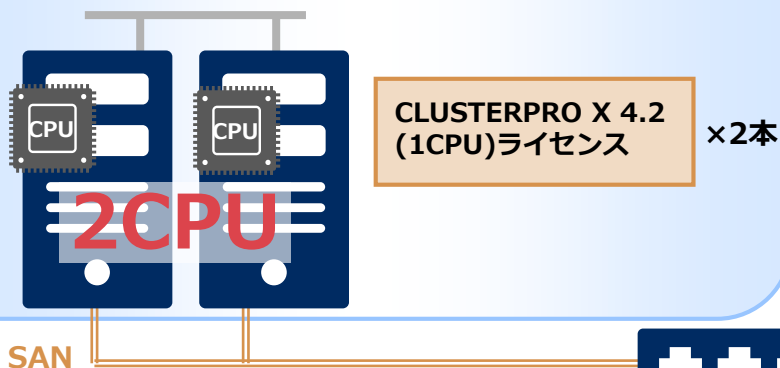 CPU
CPU
CLUSTERPRO X 4.2
(1CPU)ライセンス
×2本
2CPU
SAN